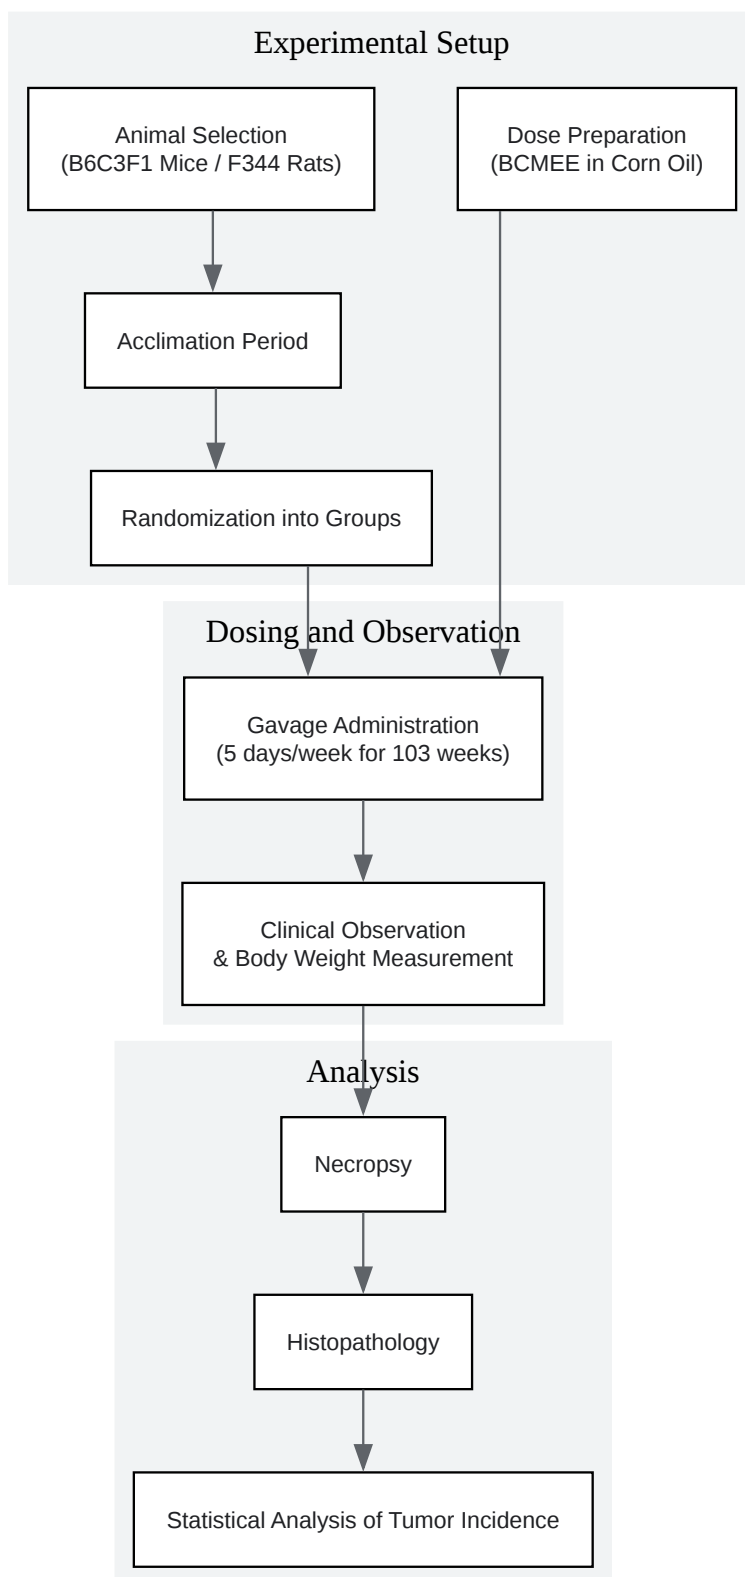 Experimental Setup
Animal Selection
(B6C3F1 Mice / F344 Rats)
Dose Preparation
(BCMEE in Corn Oil)
Acclimation Period
Randomization into Groups
Dosing and Observation
Gavage Administration
(5 days/week for 103 weeks)
Clinical Observation
& Body Weight Measurement
Analysis
Necropsy
Histopathology
Statistical Analysis of Tumor Incidence